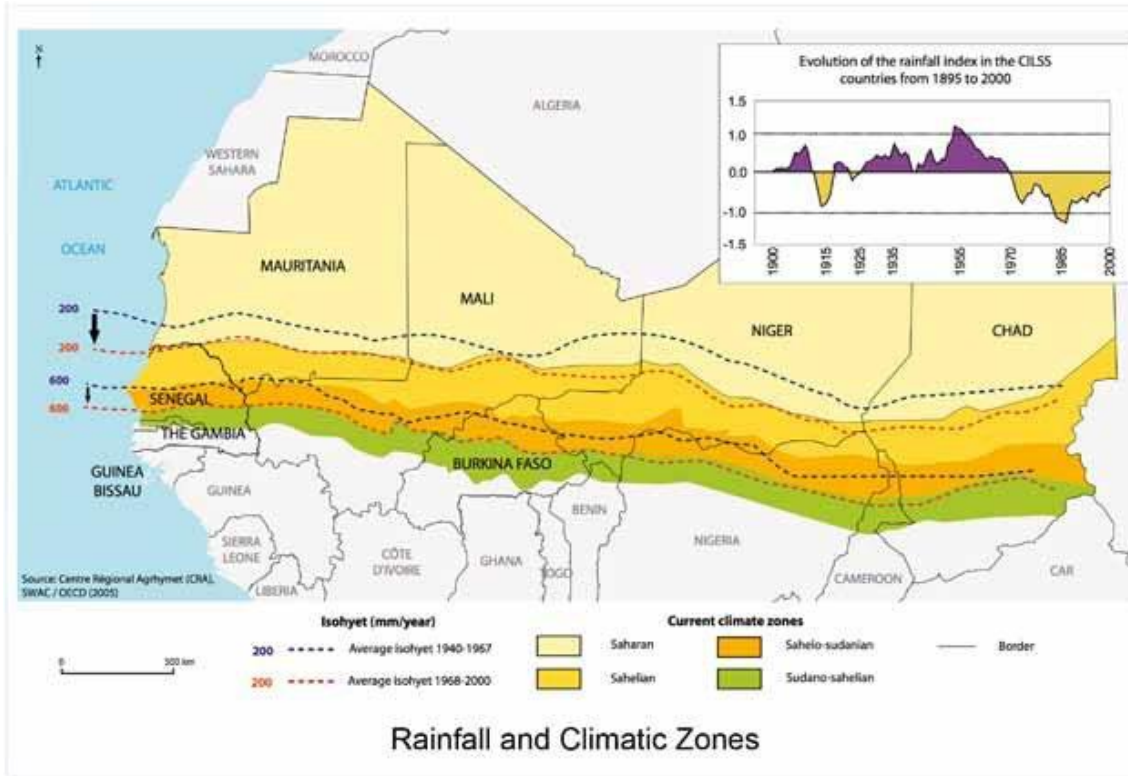 N
MOROCCO
ALGERIA
WESTERN
SAHARA
ATLANTIC
OCEAN
MAURITANIA
MALI
NIGER
CHAD
200
200
600
600
SENEGAL
THE GAMBIA
GUINEA
BISSAU
GUINEA
SIERRA
LEONE
LIBERIA
CÔTE
D'IVOIRE
BURKINA FASO
GHANA
TOGO
BENIN
NIGERIA
CAMEROON
CAR
Evolution of the rainfall index in the CILSS
countries from 1895 to 2000
1.5
1.0
0.0
-1.0
-1.5
1900
1915
1925
1935
1955
1970
1985
2000
Source: Centre Régional Agrhymet (CRA),
SWAC / OCCD (2005)
0 300 km
Isohyet (mm/year)
200 Average isohyet 1940-1967
200 Average isohyet 1968-2000
Current climate zones
Saharan
Sahelian
Sahelo-sudanian
Sudano-sahelian
Border
Rainfall and Climatic Zones